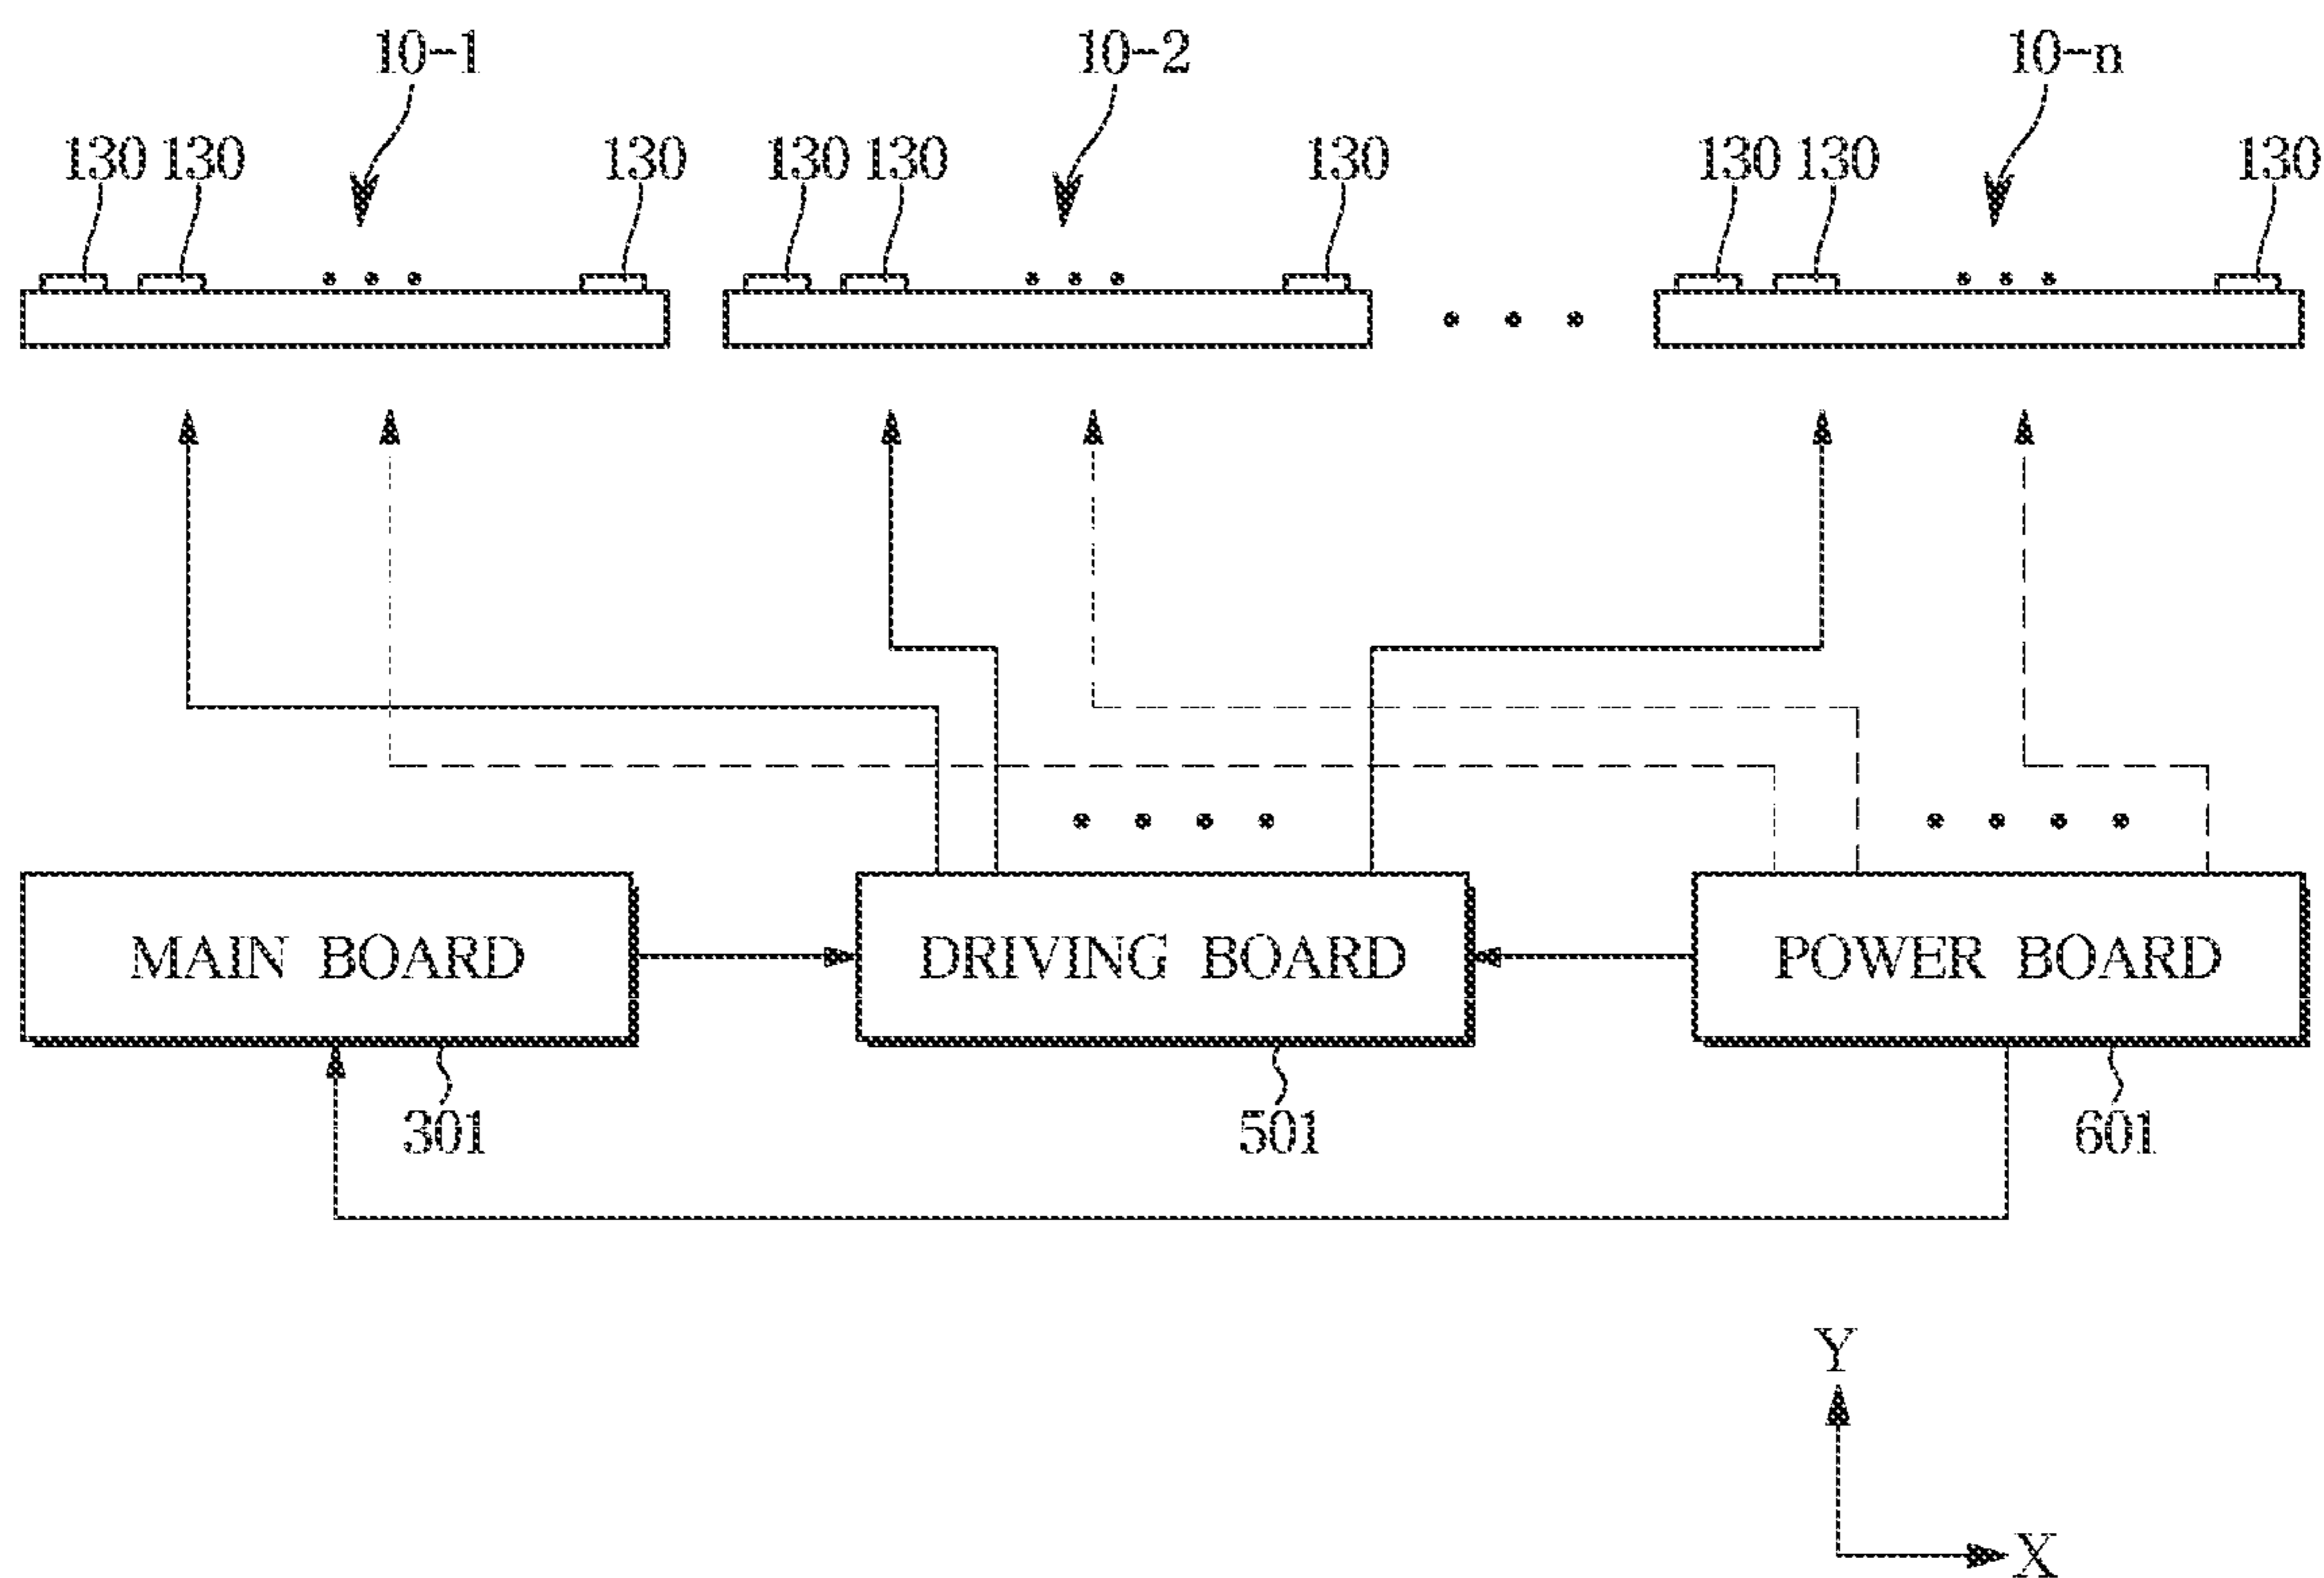 10-1 10-2 10-n
130 130 130 130 130 130 130 130 130
MAIN BOARD DRIVING BOARD POWER BOARD
301 501 601
Y
X